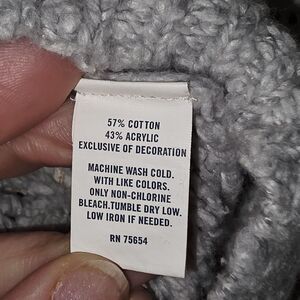 57% COTTON
43% ACRYLIC
EXCLUSIVE OF DECORATION
MACHINE WASH COLD.
WITH LIKE COLORS.
ONLY NON-CHLORINE
BLEACH.TUMBLE DRY LOW.
LOW IRON IF NEEDED.
RN 75654